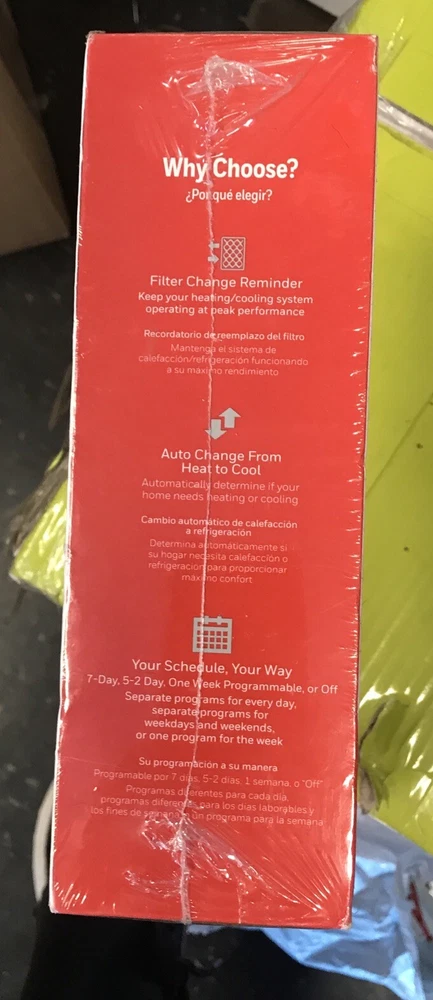 Why Choose?
¿Por qué elegir?
Filter Change Reminder
Keep your heating/cooling system
operating at peak performance
Recordatorio de reemplazo del filtro
Mantenga el sistema de
calefacción/refrigeración funcionando
a su máximo rendimiento
Auto Change From
Heat to Cool
Automatically determine if your
home needs heating or cooling
Cambio automático de calefacción
a refrigeración
Determina automáticamente si
su hogar necesita calefacción o
refrigeración para proporcionar
máximo confort
Your Schedule, Your Way
7-Day, 5-2 Day, One Week Programmable, or Off
Separate programs for every day,
separate programs for
weekdays and weekends,
or one program for the week
Su programación a su manera
Programable por 7 días, 5-2 días, 1 semana, o "Off"
Programas diferentes para cada día,
programas diferentes para los días laborables y
los fines de semana o un programa para la semana